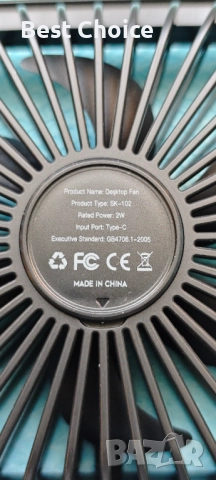 Best Choice
Product Name: Desktop Fan
Product Type: SK-102
Rated Power: 2W
Input Port: Type-C
Executive Standard: GB4706.1-2005
FC CE
MADE IN CHINA
BAZAR